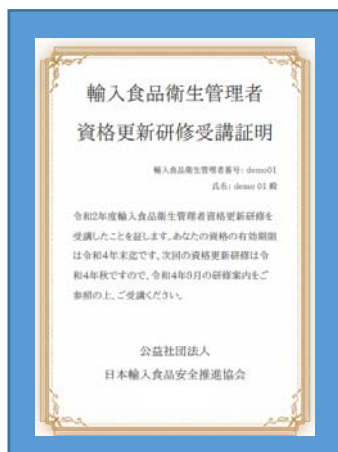 輸入食品衛生管理者
資格更新研修受講証明
輸入食品衛生管理者番号: demo01
氏名: demo 01 殿
令和2年度輸入食品衛生管理者資格更新研修を
受講したことを証します。あなたの資格の有効期限
は令和4年末迄です。次回の資格更新研修は令
和4年秋ですので、令和4年9月の研修案内をご
参照の上、ご受講ください。
公益社団法人
日本輸入食品安全推進協会